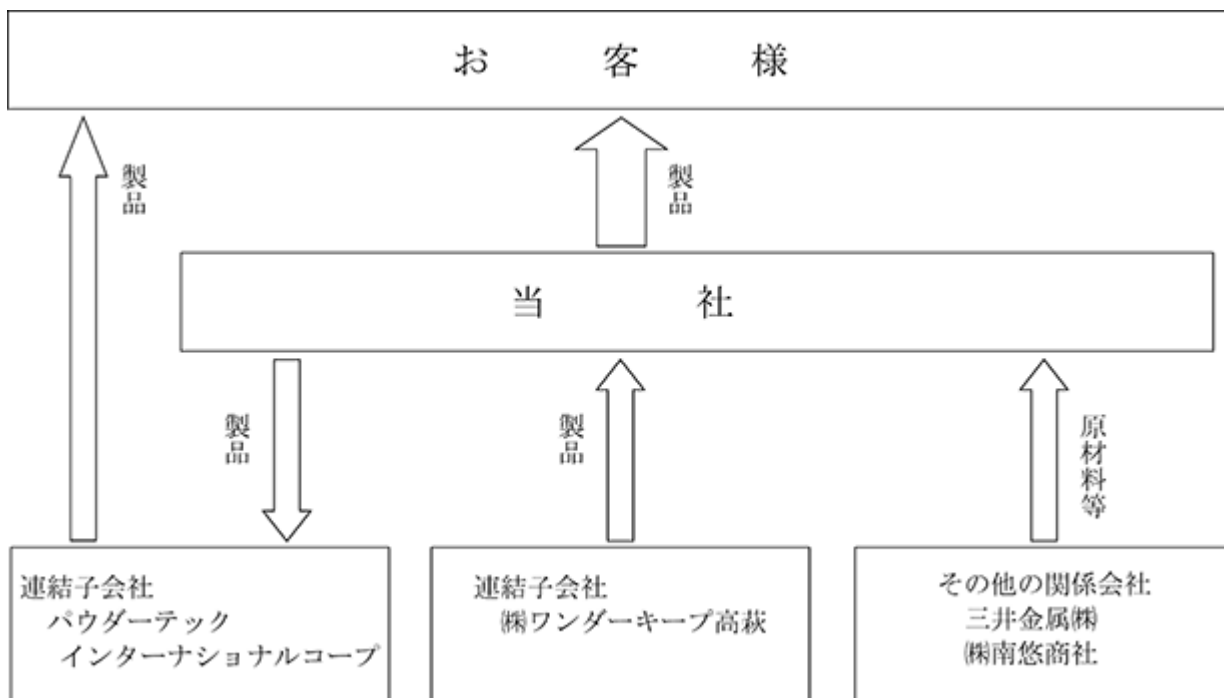 お客様
製品
製品
当社
製品
製品
原材料等
連結子会社
パウダーテック
インターナショナルコープ
連結子会社
㈱ワンダーキープ高萩
その他の関係会社
三井金属㈱
㈱南悠商社